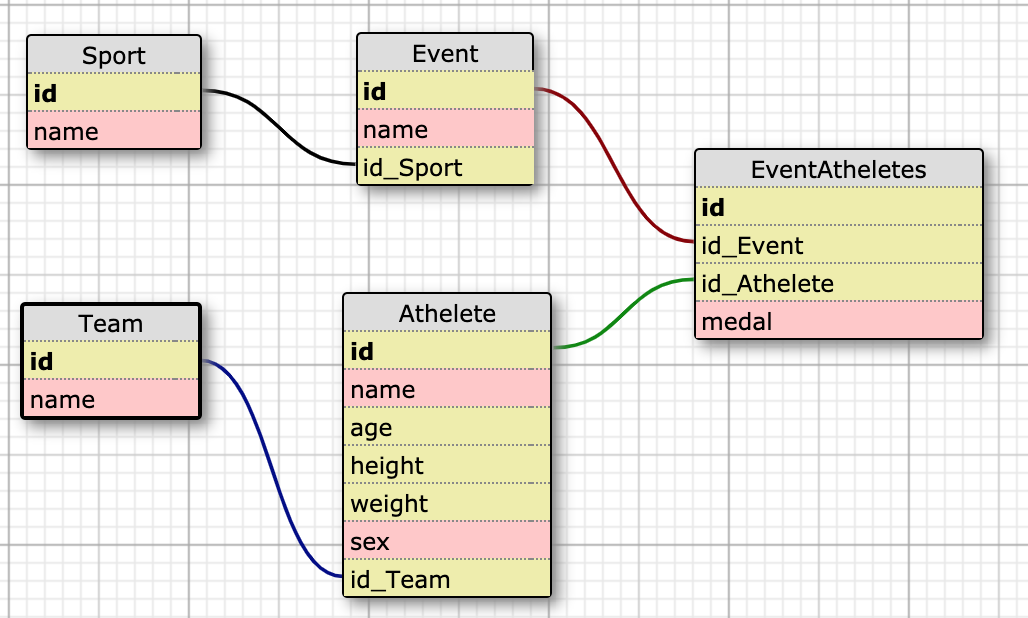 Sport
id
name
Event
id
name
id_Sport
EventAtheletes
id
id_Event
id_Athelete
medal
Team
id
name
Athelete
id
name
age
height
weight
sex
id_Team